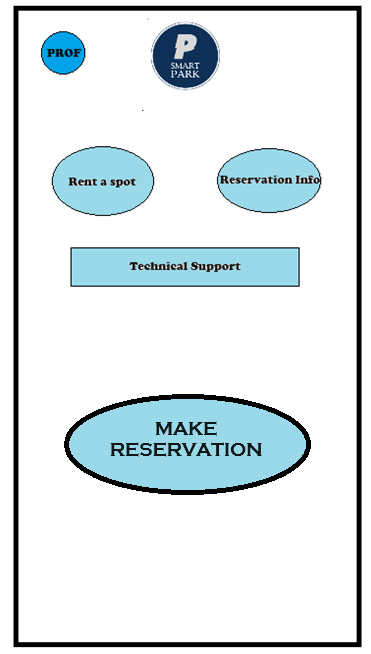 PROF
P
SMART
PARK
Rent a spot
Reservation Info
Technical Support
MAKE
RESERVATION